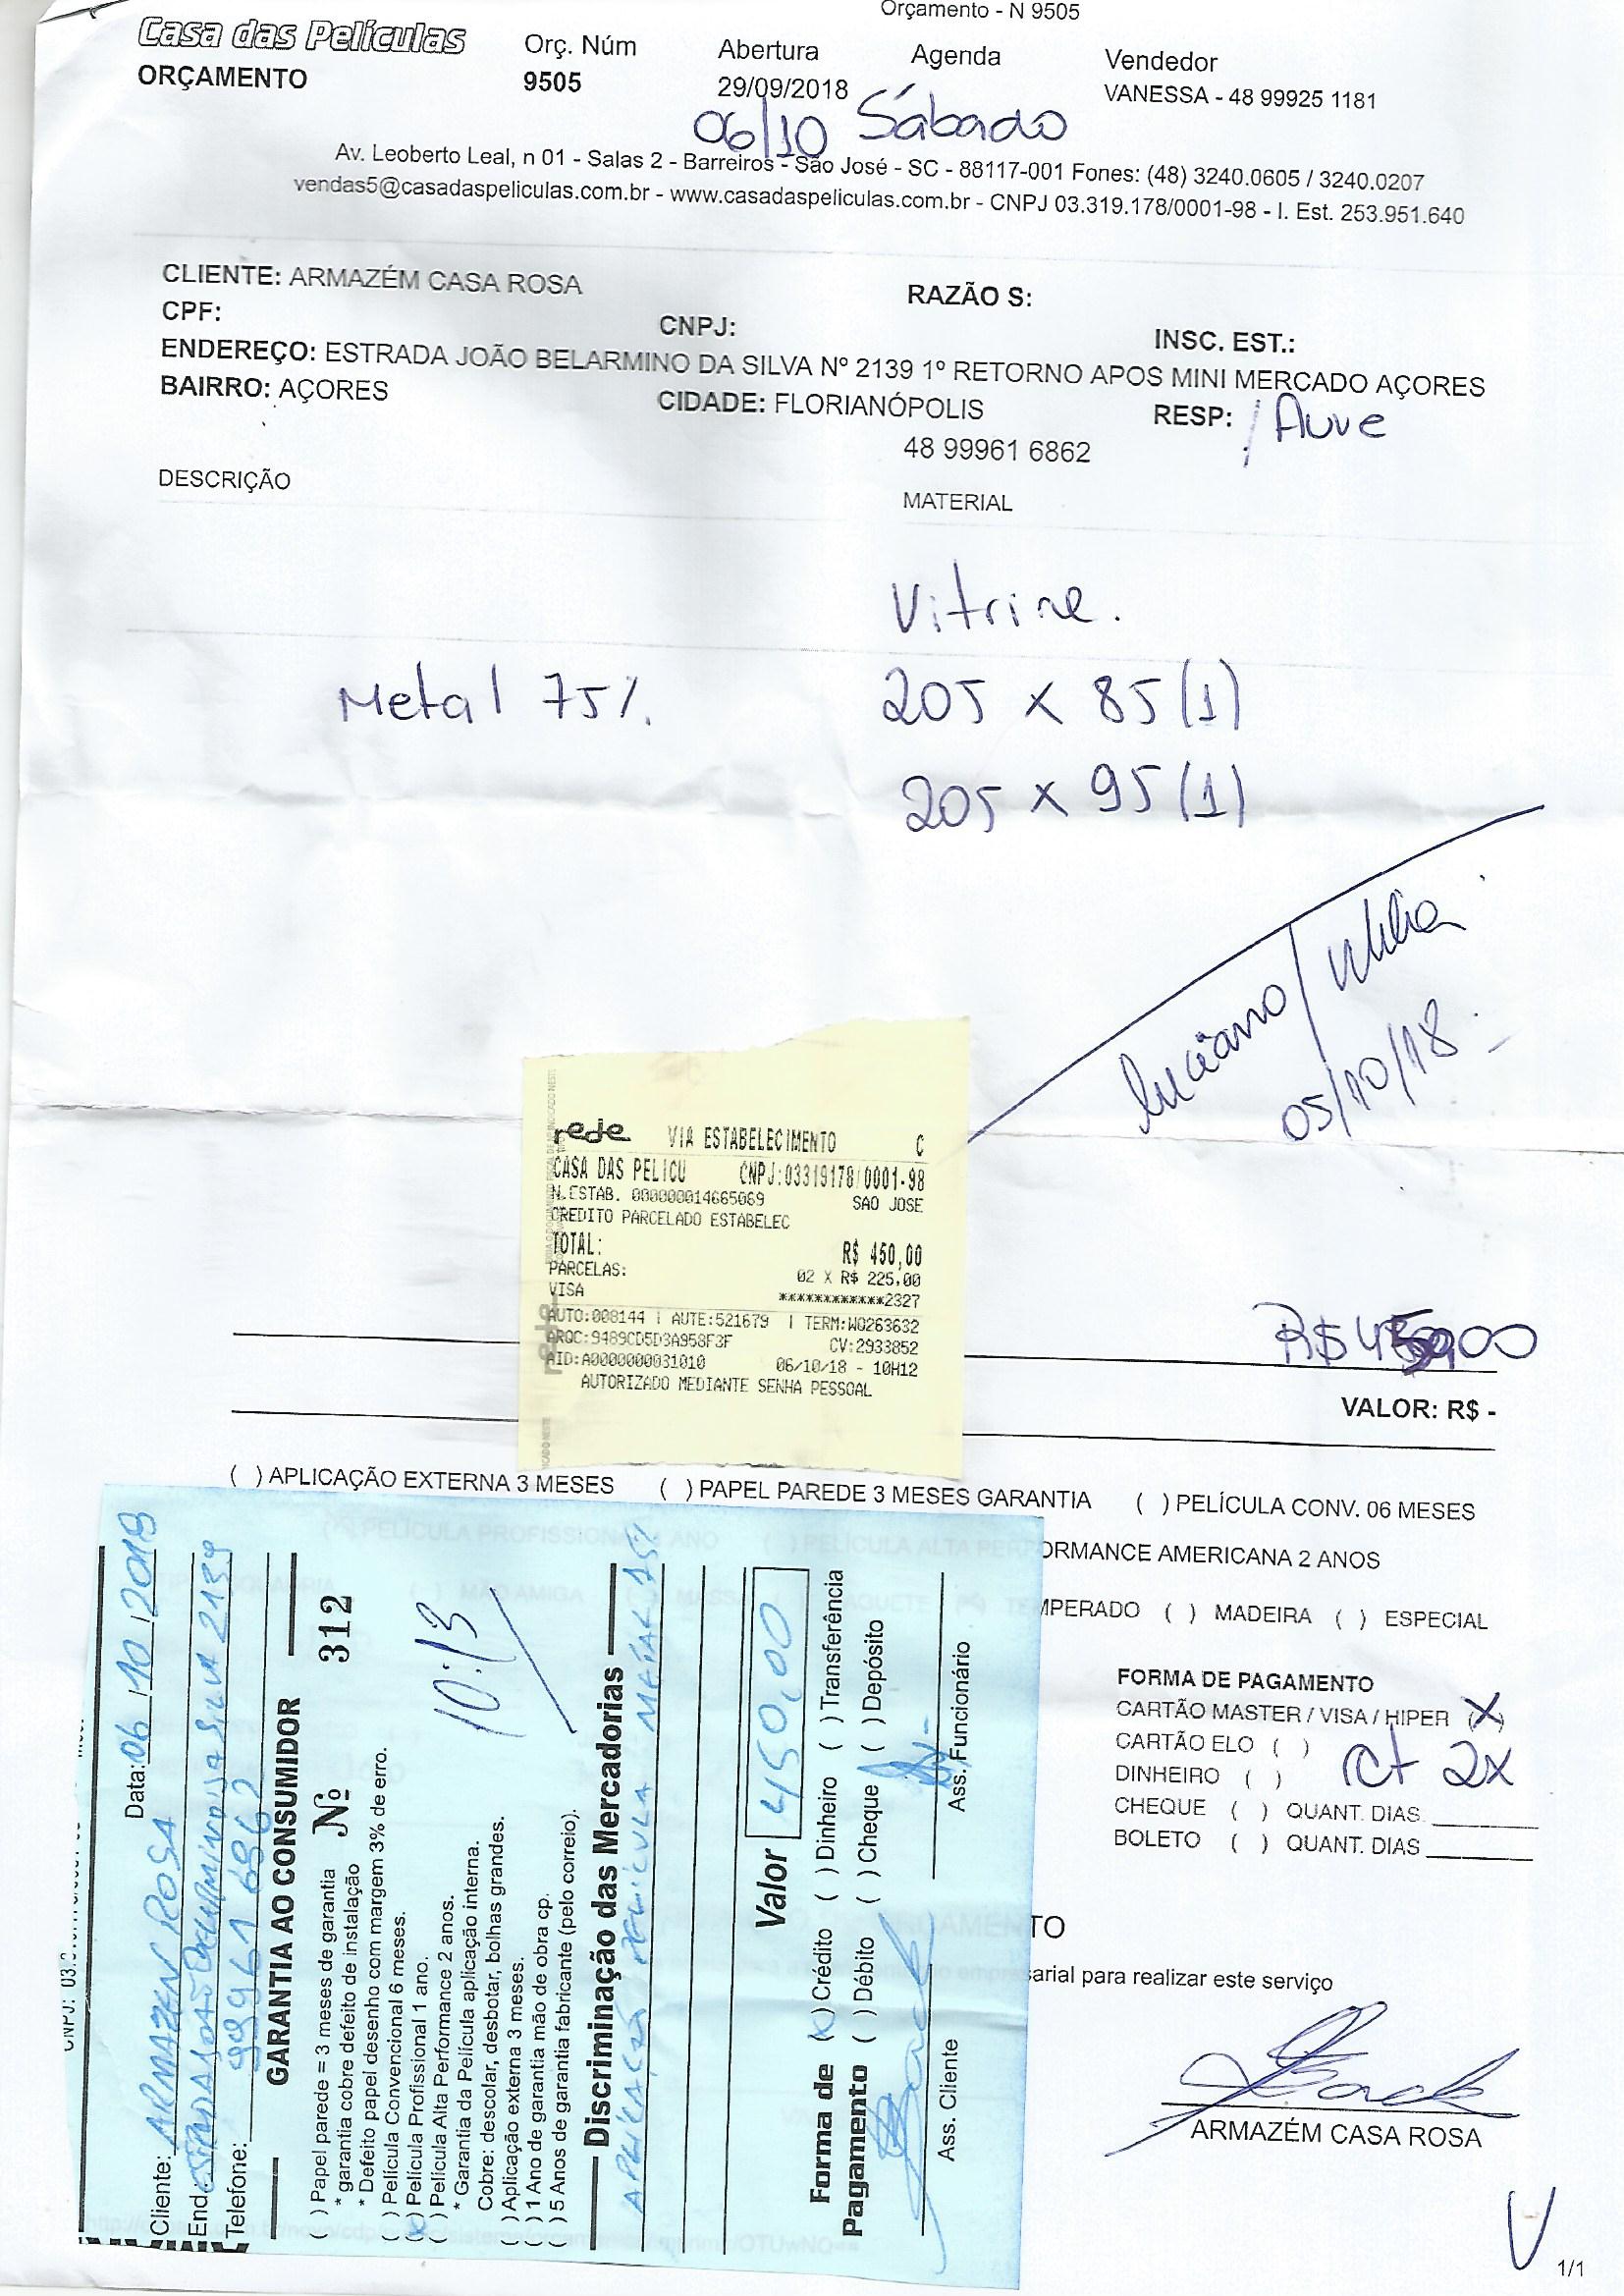 Orçamento - N 9505
Casa das Películas
ORÇAMENTO
Orç. Núm
9505
Abertura
29/09/2018
Agenda
06/10 Sábado
Vendedor
VANESSA - 48 99925 1181
Av. Leoberto Leal, n 01 - Salas 2 - Barreiros - São José - SC - 88117-001 Fones: (48) 3240.0605 / 3240.0207
vendas5@casadaspeliculas.com.br - www.casadaspeliculas.com.br - CNPJ 03.319.178/0001-98 - I. Est. 253.951.640
CLIENTE: ARMAZÉM CASA ROSA
RAZÃO S:
CPF:
CNPJ:
INSC. EST.:
ENDEREÇO: ESTRADA JOÃO BELARMINO DA SILVA Nº 2139 1º RETORNO APOS MINI MERCADO AÇORES
BAIRRO: AÇORES
CIDADE: FLORIANÓPOLIS
RESP:
48 99961 6862
DESCRIÇÃO
MATERIAL
Vitrine.
Metal 75%
205 x 85 (1)
205 x 95 (1)
Luciano/
05/10/18
rede VIA ESTABELECIMENTO C
CASA DAS PELICU CNPJ:03319178/0001-98
N.ESTAB. 000000014665069 SAO JOSE
CREDITO PARCELADO ESTABELEC
TOTAL: R$ 450,00
PARCELAS: 02 X R$ 225,00
VISA ************2327
AUTO:008144 | AUTE:521679 | TERM:W0263632
ARQC:9489CD5D3A958F3F CV:2933852
AID:A0000000031010 06/10/18 - 10H12
AUTORIZADO MEDIANTE SENHA PESSOAL
R$ 450,00
VALOR: R$ -
( ) APLICAÇÃO EXTERNA 3 MESES ( ) PAPEL PAREDE 3 MESES GARANTIA ( ) PELÍCULA CONV. 06 MESES
ORMANCE AMERICANA 2 ANOS
MPERADO ( ) MADEIRA ( ) ESPECIAL
FORMA DE PAGAMENTO
CARTÃO MASTER / VISA / HIPER (X)
CARTÃO ELO ( )
DINHEIRO ( )
ct 2x
CHEQUE ( ) QUANT. DIAS
BOLETO ( ) QUANT. DIAS
TO
sarial para realizar este serviço
ARMAZÉM CASA ROSA
1/1
Data: 06/10/2018
Cliente: ARMAZEN ROSA
End
2139
Telefone: 99961 6862
GARANTIA AO CONSUMIDOR
( ) Papel parede = 3 meses de garantia
Nº 312
* garantia cobre defeito de instalação
* Defeito papel desenho com margem 3% de erro.
( ) Película Convencional 6 meses.
(x) Película Profissional 1 ano.
( ) Película Alta Performance 2 anos.
10:13
* Garantia da Película aplicação interna.
Cobre: descolar, desbotar, bolhas grandes.
( ) Aplicação externa 3 meses.
( ) 1 Ano de garantia mão de obra cp.
( ) 5 Anos de garantia fabricante (pelo correio).
Discriminação das Mercadorias
APLICAÇÃO PELÍCULA METAL 75%
Valor 450,00
Forma de Pagamento
(x) Crédito ( ) Dinheiro ( ) Transferência
( ) Débito ( ) Cheque ( ) Depósito
Ass. Cliente
Ass. Funcionário